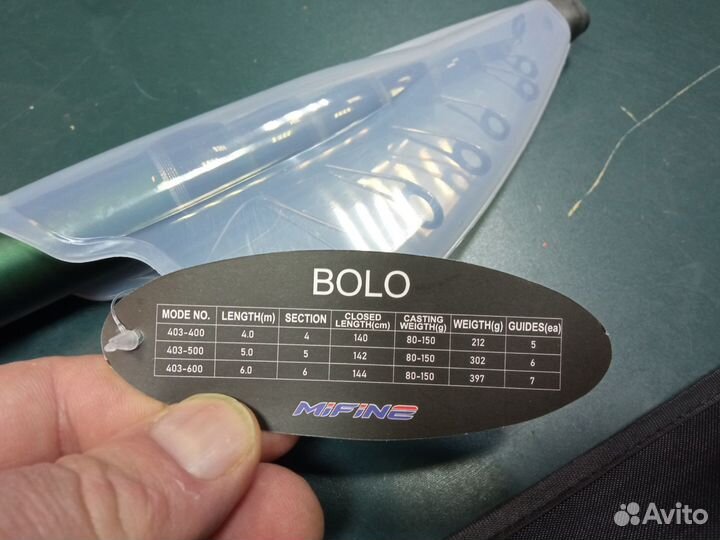 BOLO
MODE NO. LENGTH(m) SECTION CLOSED LENGTH(cm) CASTING WEIGTH(g) WEIGTH(g) GUIDES(ea)
403-400 4.0 4 140 80-150 212 5
403-500 5.0 5 142 80-150 302 6
403-600 6.0 6 144 80-150 397 7
MiFiNE
Avito